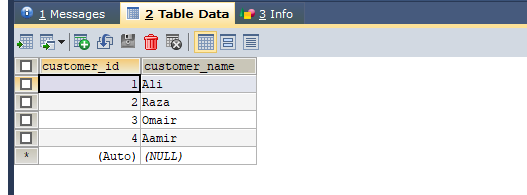 1 Messages 2 Table Data 3 Info
customer_id customer_name
1 Ali
2 Raza
3 Omair
4 Aamir
* (Auto) (NULL)